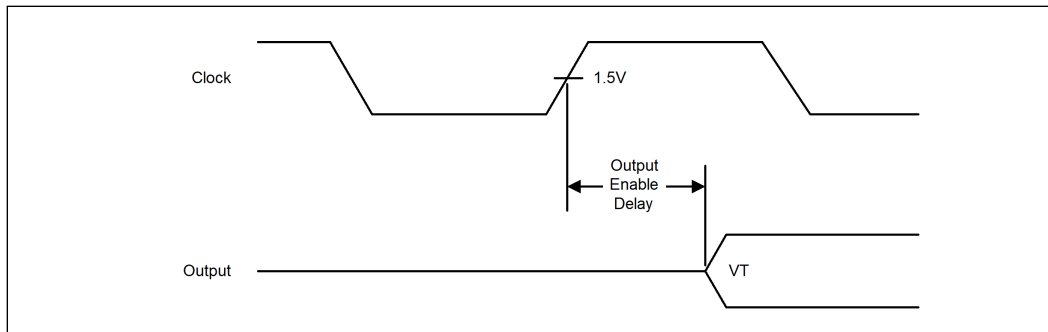 Clock
1.5V
Output
Enable
Delay
Output
VT